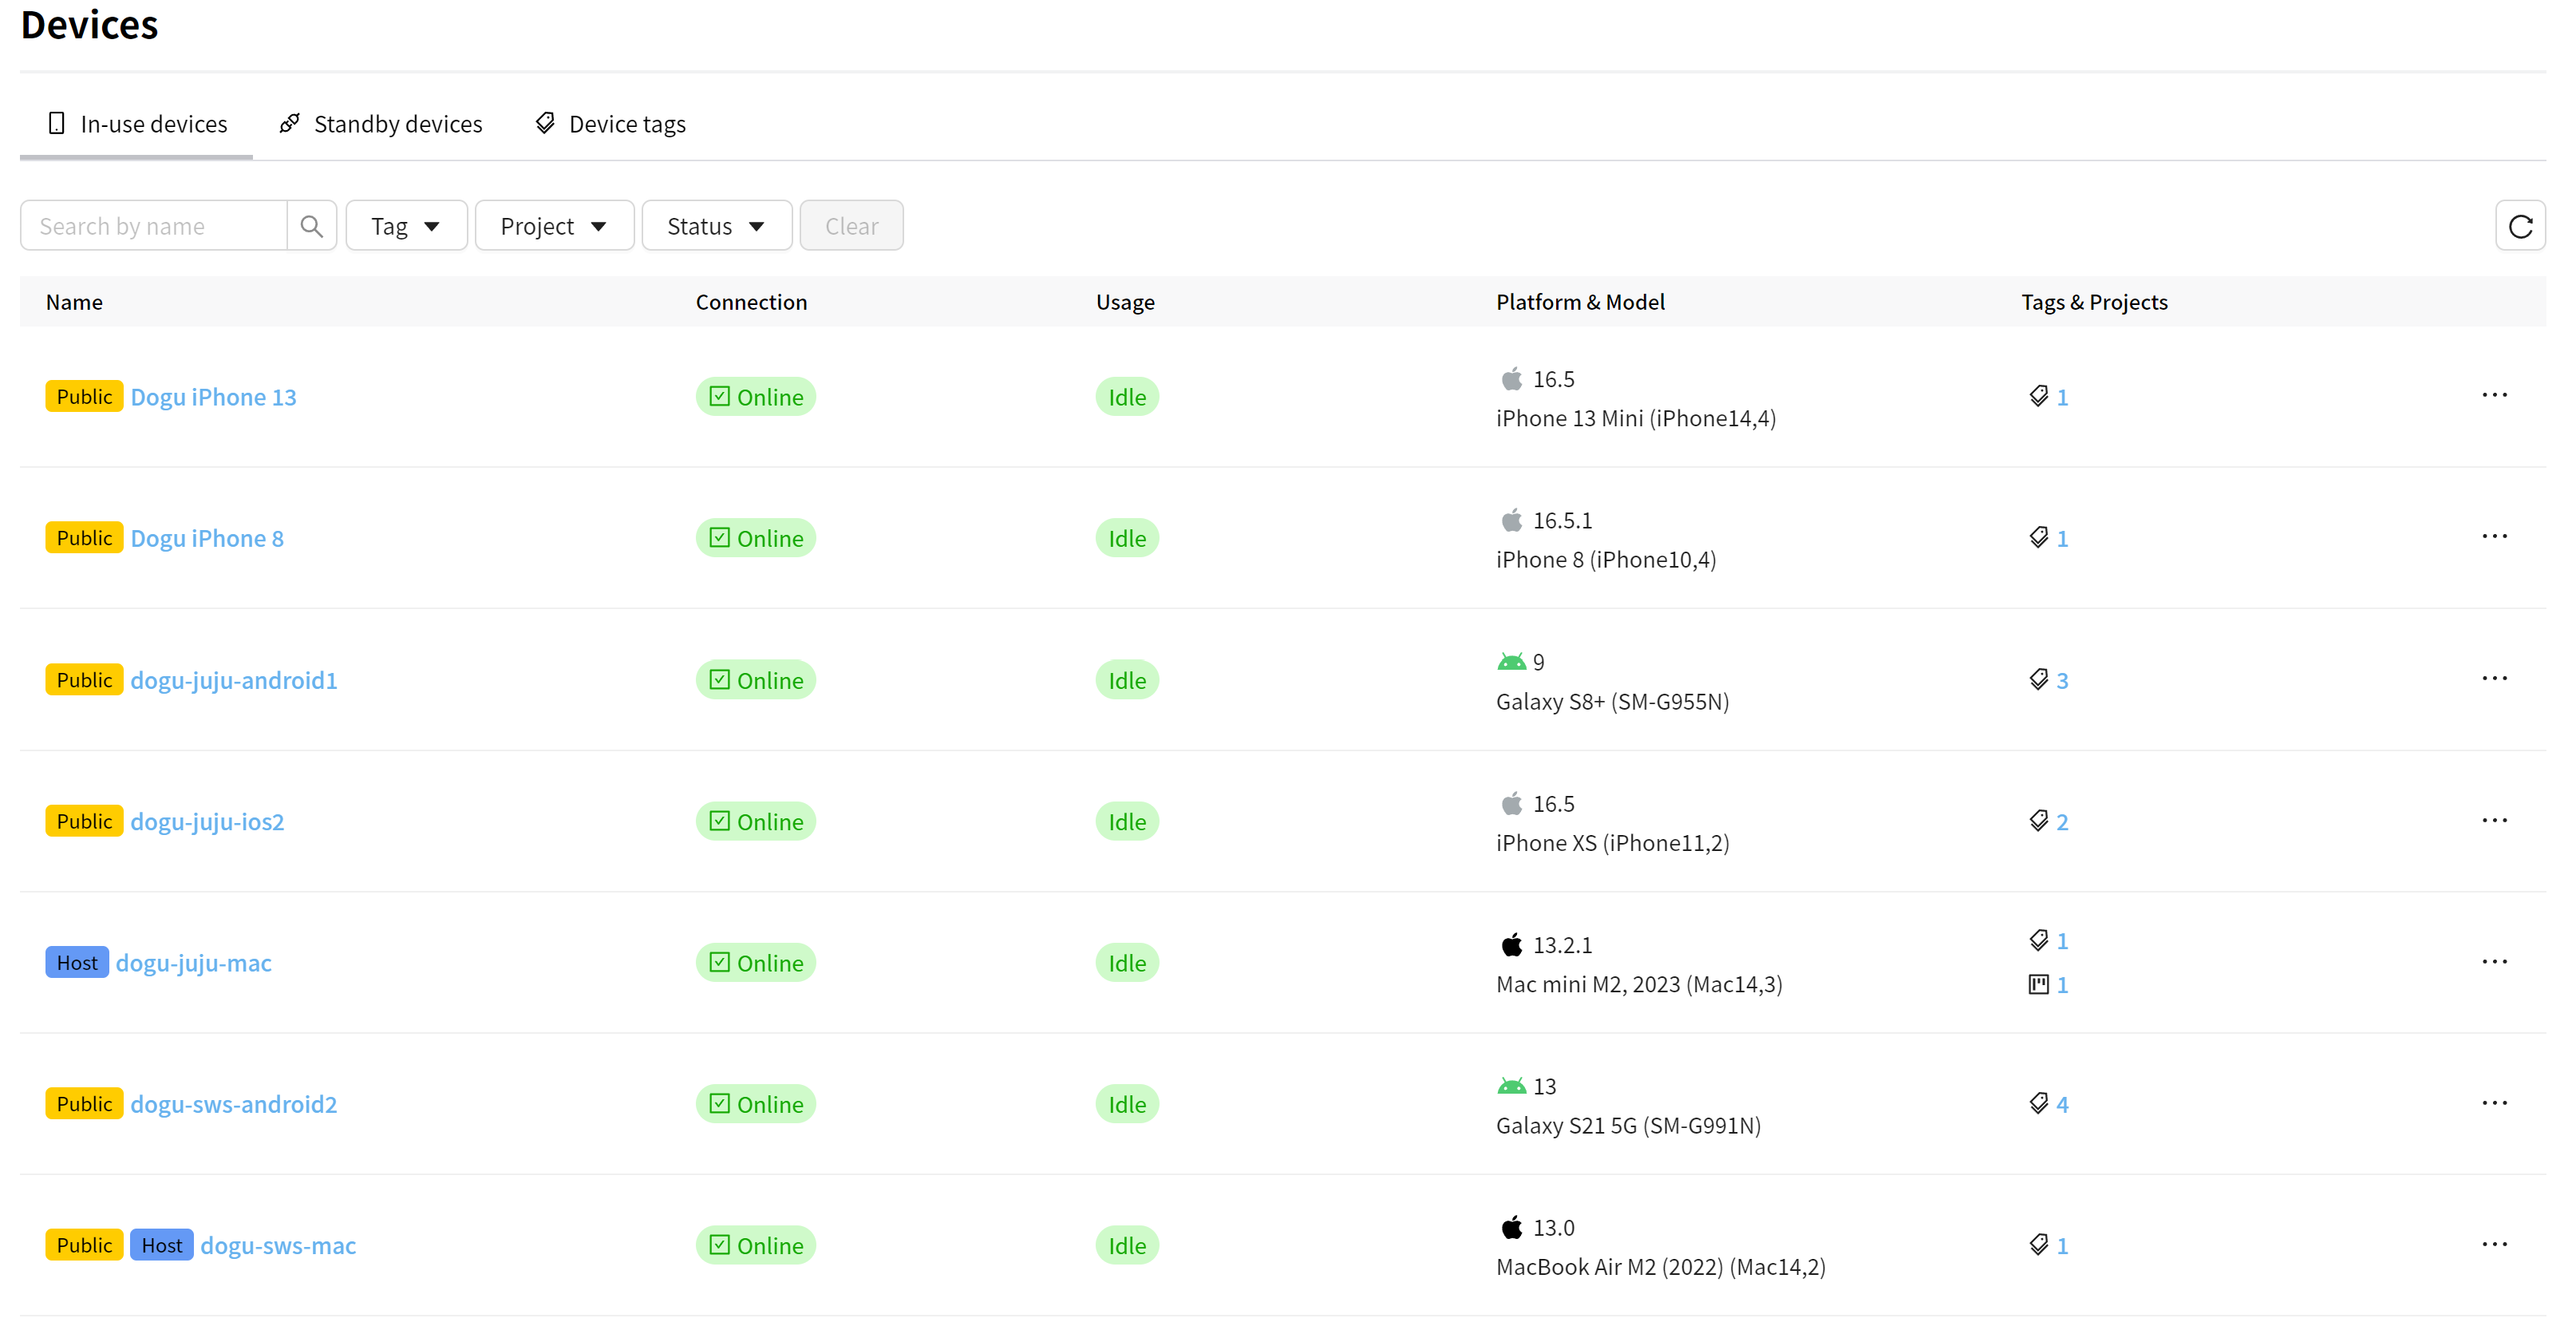 Devices
In-use devices Standby devices Device tags
Search by name Tag Project Status Clear
Name Connection Usage Platform & Model Tags & Projects
Public Dogu iPhone 13 Online Idle 16.5 1
iPhone 13 Mini (iPhone14,4)
Public Dogu iPhone 8 Online Idle 16.5.1 1
iPhone 8 (iPhone10,4)
Public dogu-juju-android1 Online Idle 9 3
Galaxy S8+ (SM-G955N)
Public dogu-juju-ios2 Online Idle 16.5 2
iPhone XS (iPhone11,2)
Host dogu-juju-mac Online Idle 13.2.1 1
Mac mini M2, 2023 (Mac14,3) 1
Public dogu-sws-android2 Online Idle 13 4
Galaxy S21 5G (SM-G991N)
Public Host dogu-sws-mac Online Idle 13.0 1
MacBook Air M2 (2022) (Mac14,2)